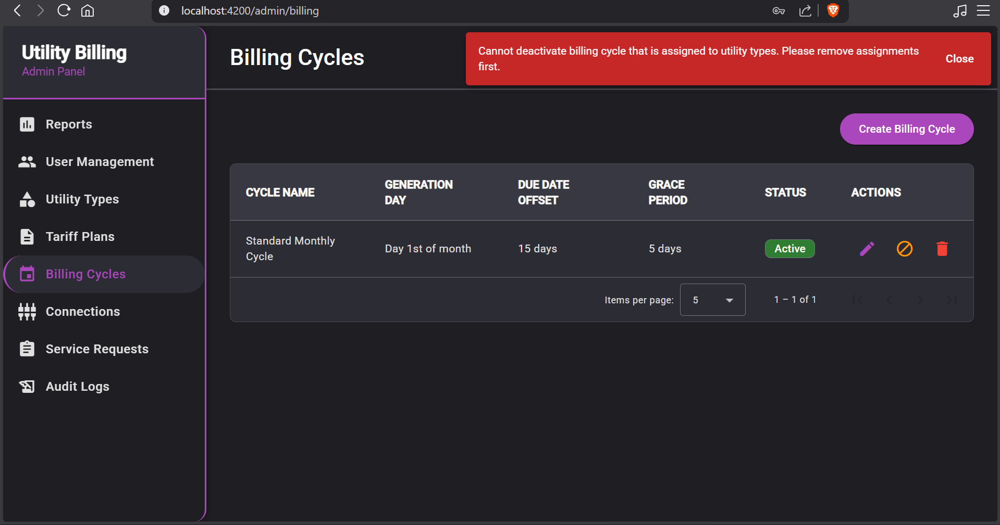 localhost:4200/admin/billing
Utility Billing
Admin Panel
Reports
User Management
Utility Types
Tariff Plans
Billing Cycles
Connections
Service Requests
Audit Logs
Billing Cycles
Cannot deactivate billing cycle that is assigned to utility types. Please remove assignments
first.
Close
Create Billing Cycle
CYCLE NAME
GENERATION
DAY
DUE DATE
OFFSET
GRACE
PERIOD
STATUS
ACTIONS
Standard Monthly
Cycle
Day 1st of month
15 days
5 days
Active
Items per page:
5
1 – 1 of 1